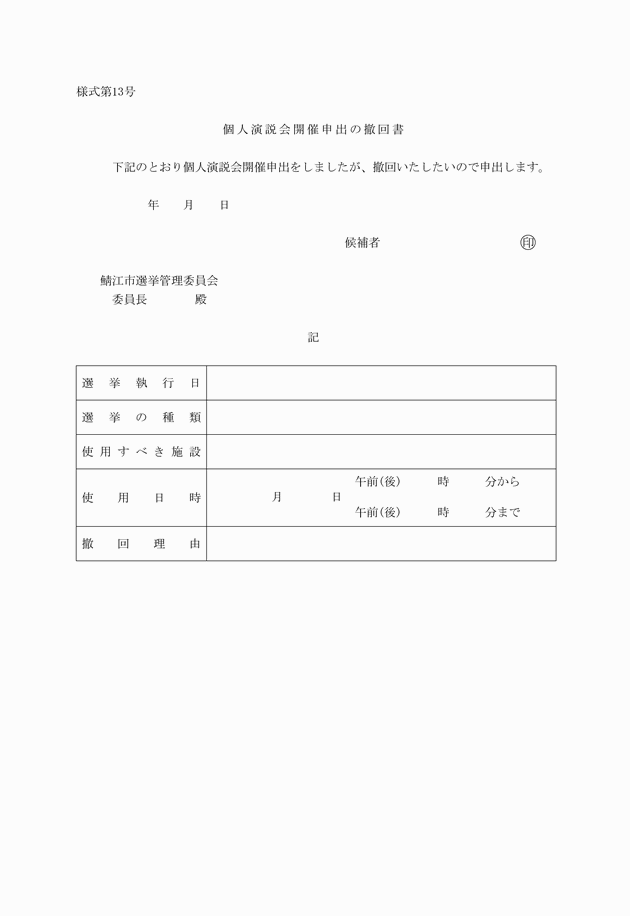 様式第13号
個人演説会開催申出の撤回書
下記のとおり個人演説会開催申出をしましたが、撤回いたしたいので申出します。
年　　月　　日
候補者　　　　　　　　　　　　㊞
鯖江市選挙管理委員会
委員長　　　　殿
記
選挙執行日
選挙の種類
使用すべき施設
使用日時　　月　　日　　午前(後)　　時　　分から
午前(後)　　時　　分まで
撤回理由